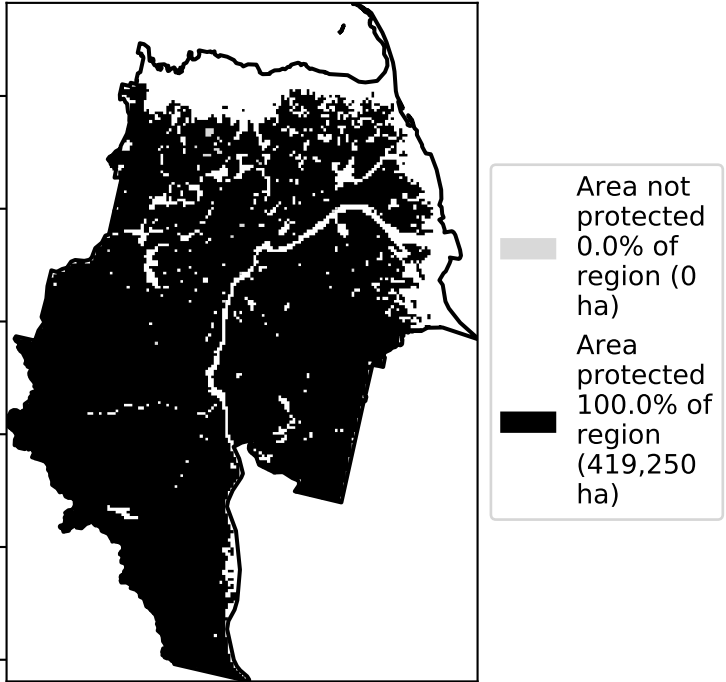 Area not
protected
0.0% of
region (0
ha)
Area
protected
100.0% of
region
(419,250
ha)